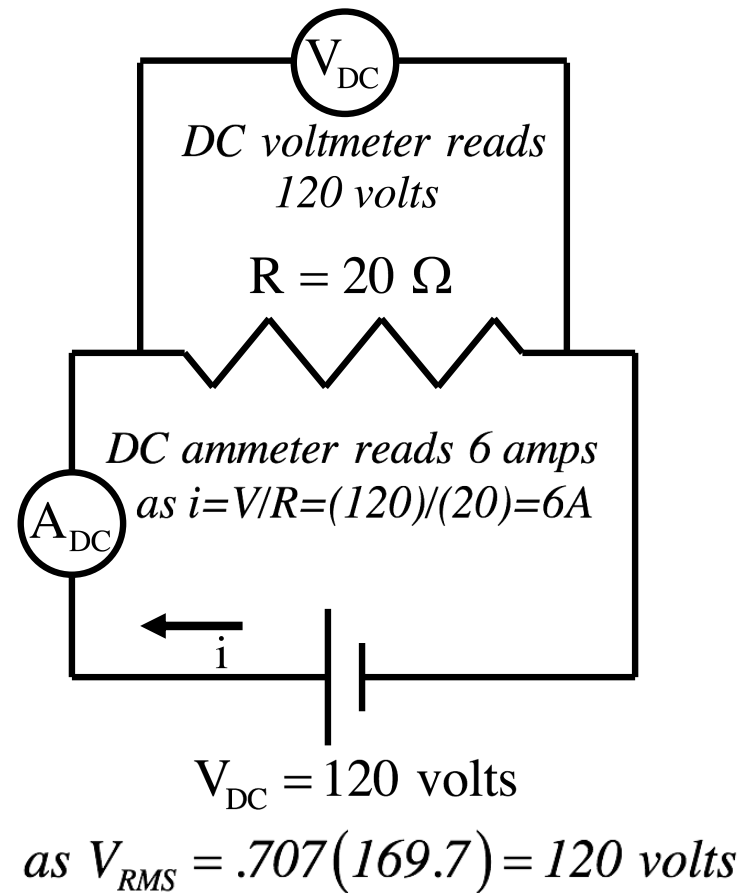 V_DC
DC voltmeter reads
120 volts
R = 20 Ω
DC ammeter reads 6 amps
A_DC
as i=V/R=(120)/(20)=6A
i
V_DC = 120 volts
as V_RMS = .707(169.7) = 120 volts